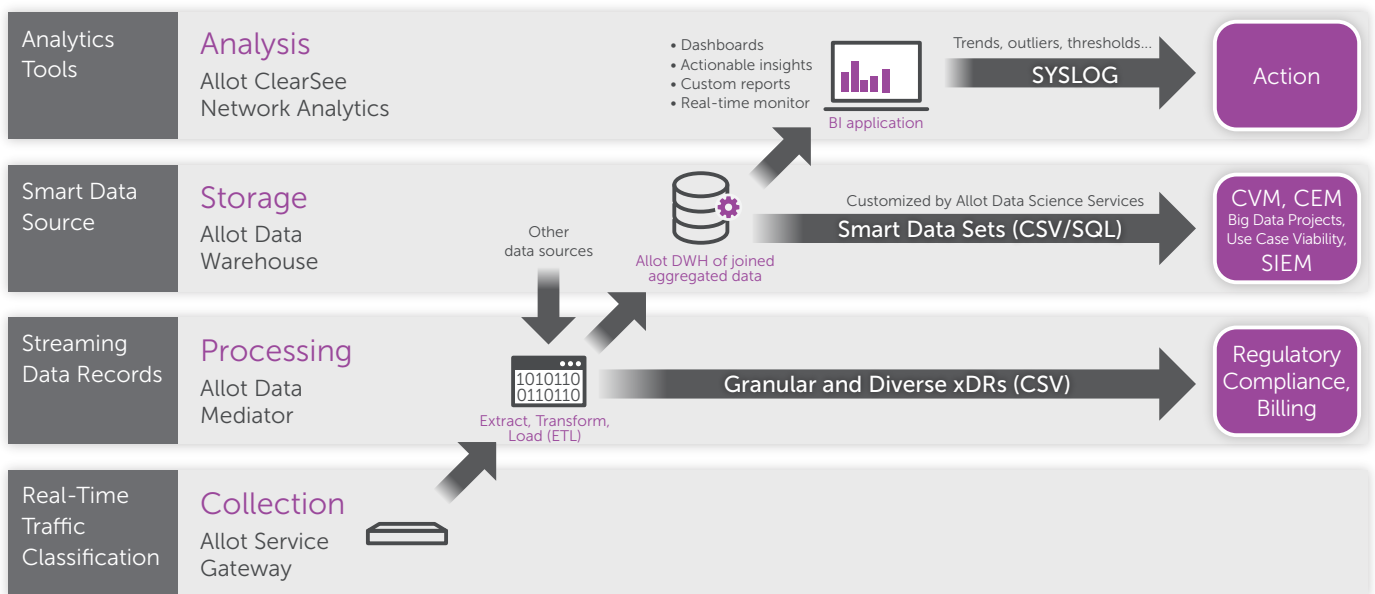 Analytics
Tools
Analysis
Allot ClearSee
Network Analytics
• Dashboards
• Actionable insights
• Custom reports
• Real-time monitor
BI application
Trends, outliers, thresholds...
SYSLOG
Action
Smart Data
Source
Storage
Allot Data
Warehouse
Other
data sources
Allot DWH of joined
aggregated data
Customized by Allot Data Science Services
Smart Data Sets (CSV/SQL)
CVM, CEM
Big Data Projects,
Use Case Viability,
SIEM
Streaming
Data Records
Processing
Allot Data
Mediator
1010110
0110110
Extract, Transform,
Load (ETL)
Granular and Diverse xDRs (CSV)
Regulatory
Compliance,
Billing
Real-Time
Traffic
Classification
Collection
Allot Service
Gateway